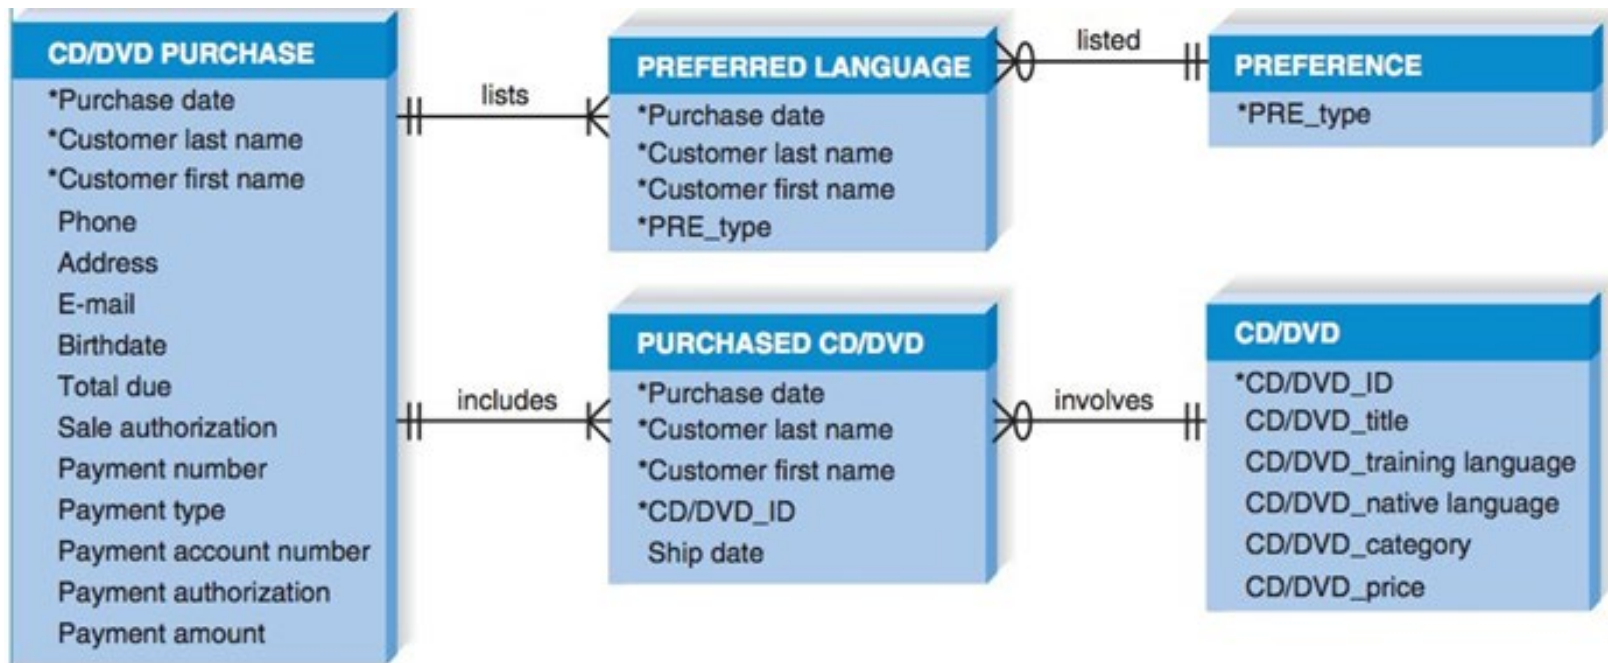 CD/DVD PURCHASE
*Purchase date
*Customer last name
*Customer first name
Phone
Address
E-mail
Birthdate
Total due
Sale authorization
Payment number
Payment type
Payment account number
Payment authorization
Payment amount
lists
includes
PREFERRED LANGUAGE
*Purchase date
*Customer last name
*Customer first name
*PRE_type
listed
PREFERENCE
*PRE_type
PURCHASED CD/DVD
*Purchase date
*Customer last name
*Customer first name
*CD/DVD_ID
Ship date
involves
CD/DVD
*CD/DVD_ID
CD/DVD_title
CD/DVD_training language
CD/DVD_native language
CD/DVD_category
CD/DVD_price